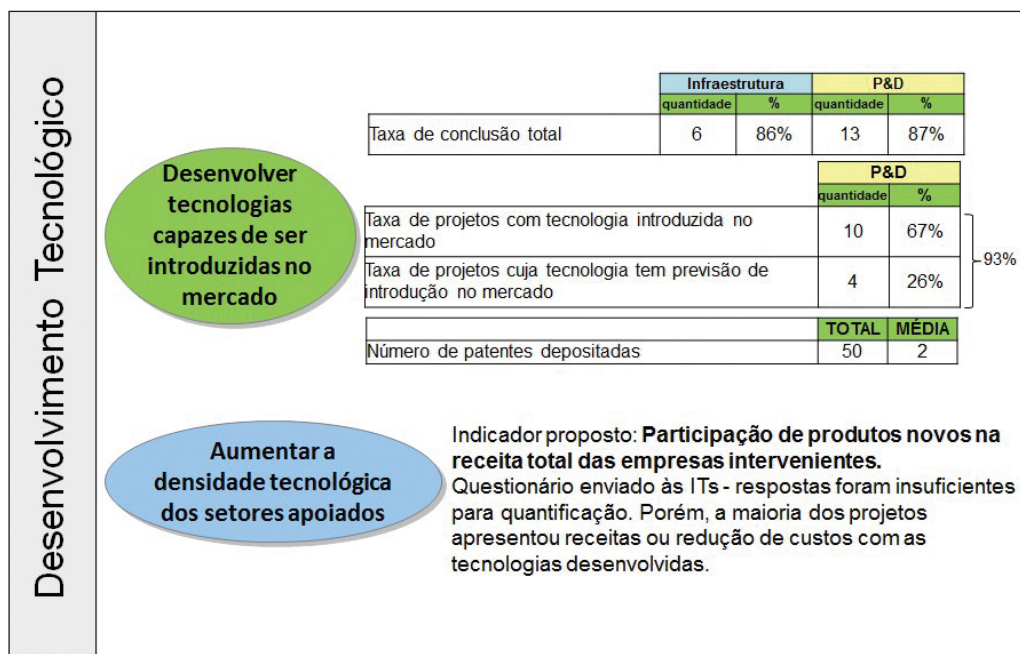 Desenvolvimento Tecnológico
Desenvolver
tecnologias
capazes de ser
introduzidas no
mercado
Infraestrutura P&D
quantidade % quantidade %
Taxa de conclusão total 6 86% 13 87%
P&D
quantidade %
Taxa de projetos com tecnologia introduzida no
mercado 10 67%
Taxa de projetos cuja tecnologia tem previsão de
introdução no mercado 4 26%
93%
TOTAL MÉDIA
Número de patentes depositadas 50 2
Aumentar a
densidade tecnológica
dos setores apoiados
Indicador proposto: Participação de produtos novos na
receita total das empresas intervenientes.
Questionário enviado às ITs - respostas foram insuficientes
para quantificação. Porém, a maioria dos projetos
apresentou receitas ou redução de custos com as
tecnologias desenvolvidas.